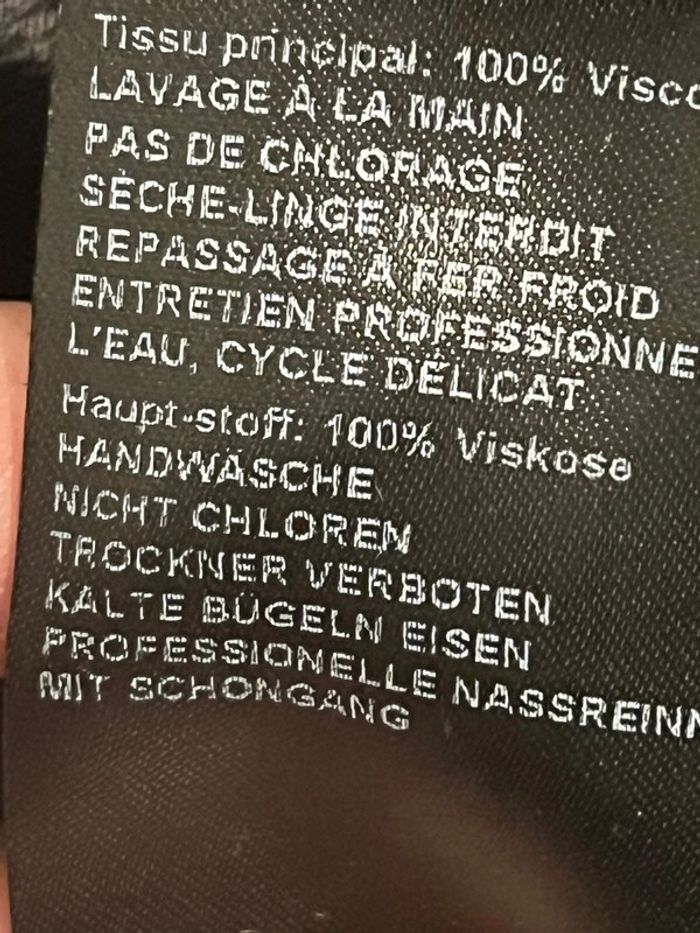 Tissu principal: 100% Visco
LAVAGE À LA MAIN
PAS DE CHLORAGE
SÈCHE-LINGE INTERDIT
REPASSAGE À FER FROID
ENTRETIEN PROFESSIONNE
L'EAU, CYCLE DÉLICAT
Haupt-stoff: 100% Viskose
HANDWÄSCHE
NICHT CHLOREN
TROCKNER VERBOTEN
KALTE BÜGELN EISEN
PROFESSIONELLE NASSREINN
MIT SCHONGANG